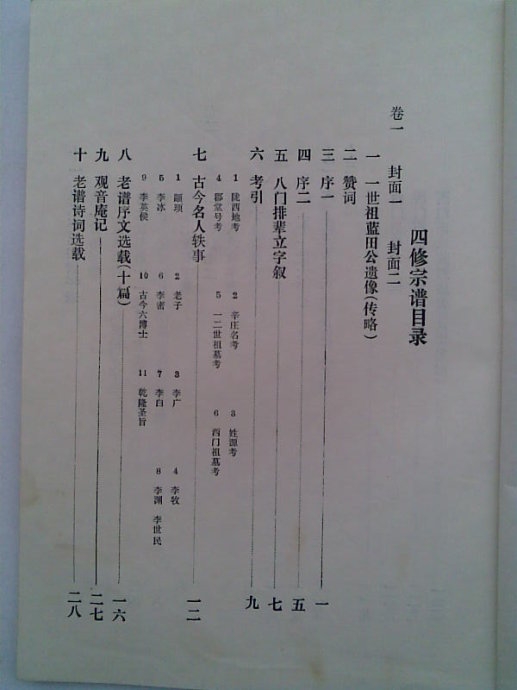 四修宗谱目录
卷一　封面一　封面二
一　一世祖蓝田公遗像(传略)
二　赞词
三　序一　一
四　序二　五
五　八门排辈立字叙　七
六　考引　九
1 陇西地考　2 辛庄名考　3 姓源考
4 郡堂号考　5 一二世祖墓考　6 西门祖墓考
七　古今名人轶事　一二
1 颛顼　2 老子　3 李广　4 李牧
5 李冰　6 李密　7 李白　8 李渊 李世民
9 李英侯　10 古今六博士　11 乾隆圣旨
八　老谱序文选载(十篇)　一六
九　观音庵记　二七
十　老谱诗词选载　二八